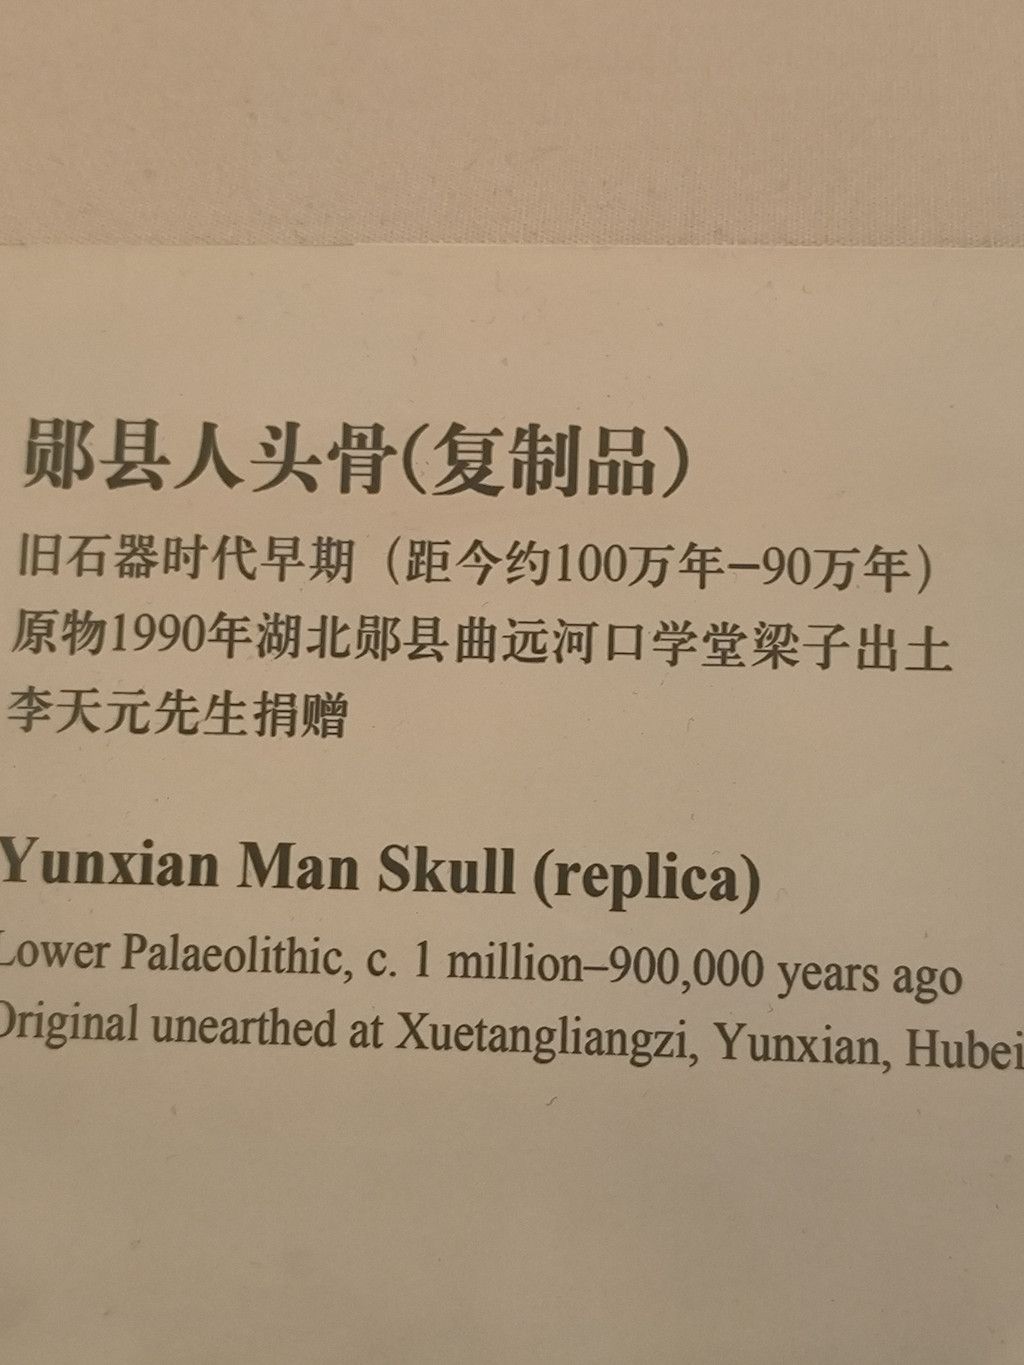 郧县人头骨(复制品)
旧石器时代早期（距今约100万年–90万年）
原物1990年湖北郧县曲远河口学堂梁子出土
李天元先生捐赠
Yunxian Man Skull (replica)
Lower Palaeolithic, c. 1 million–900,000 years ago
Original unearthed at Xuetangliangzi, Yunxian, Hubei